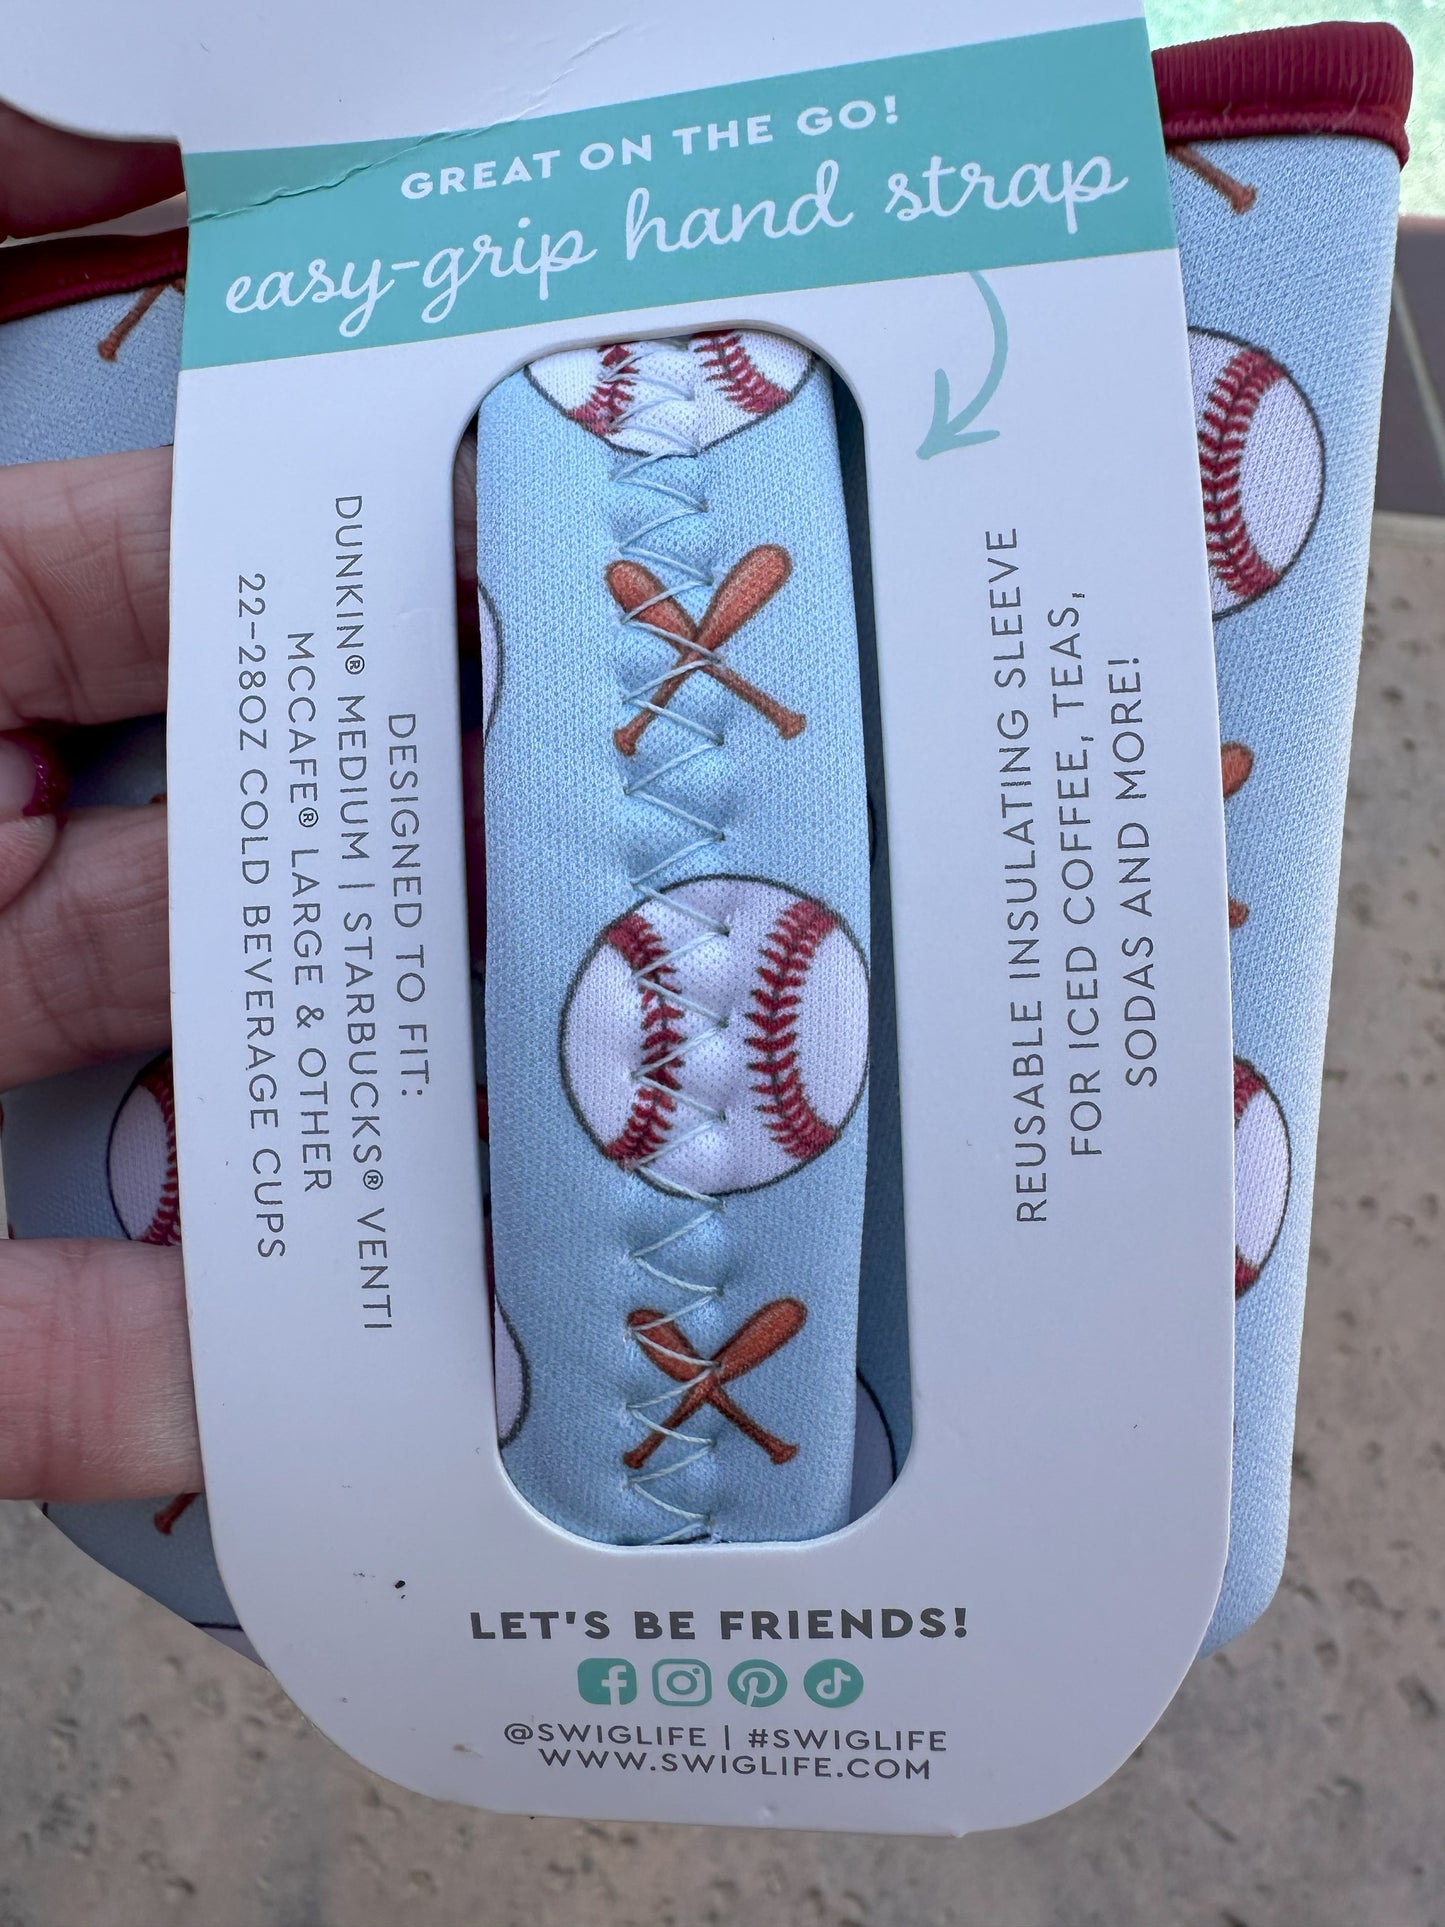 GREAT ON THE GO!
easy-grip hand strap
DESIGNED TO FIT:
DUNKIN® MEDIUM | STARBUCKS® VENTI
MCCAFE® LARGE & OTHER
22-28OZ COLD BEVERAGE CUPS
REUSABLE INSULATING SLEEVE
FOR ICED COFFEE, TEAS,
SODAS AND MORE!
LET'S BE FRIENDS!
@SWIGLIFE | #SWIGLIFE
WWW.SWIGLIFE.COM